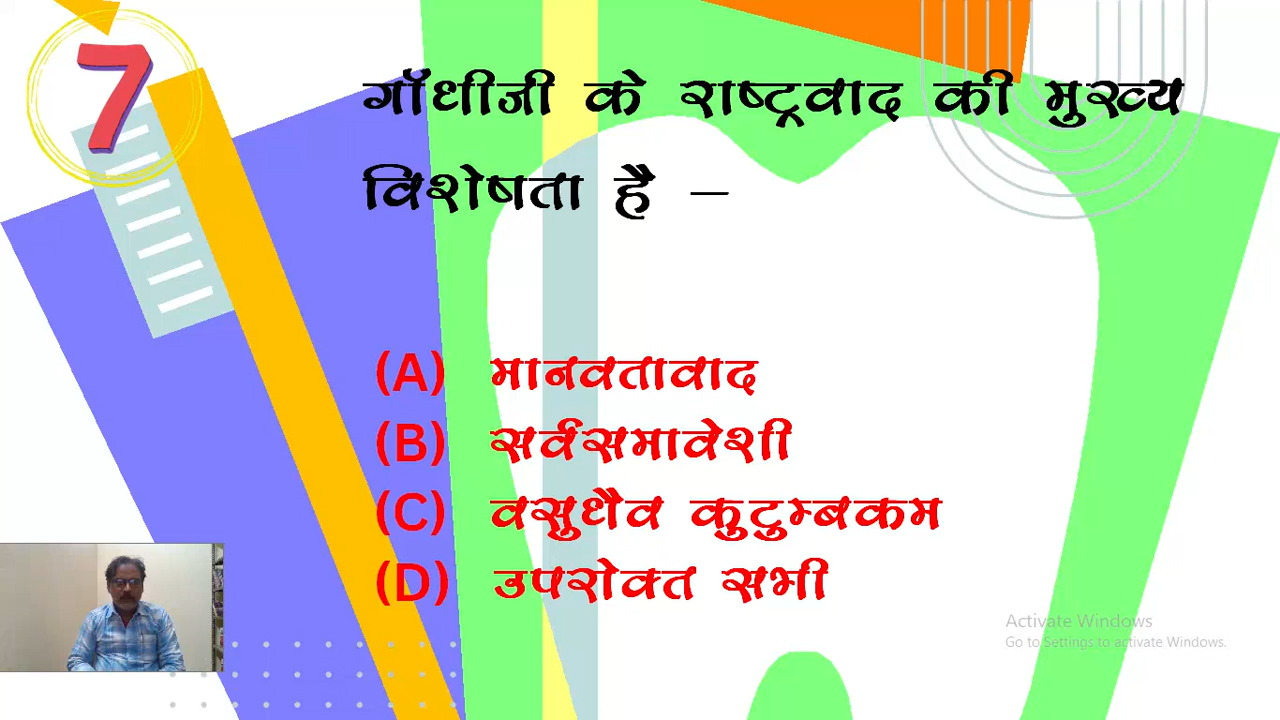 7
गाँधीजी के राष्ट्रवाद की मुख्य
विशेषता है –
(A) मानवतावाद
(B) सर्वसमावेशी
(C) वसुधैव कुटुम्बकम
(D) उपरोक्त सभी
Activate Windows
Go to Settings to activate Windows.